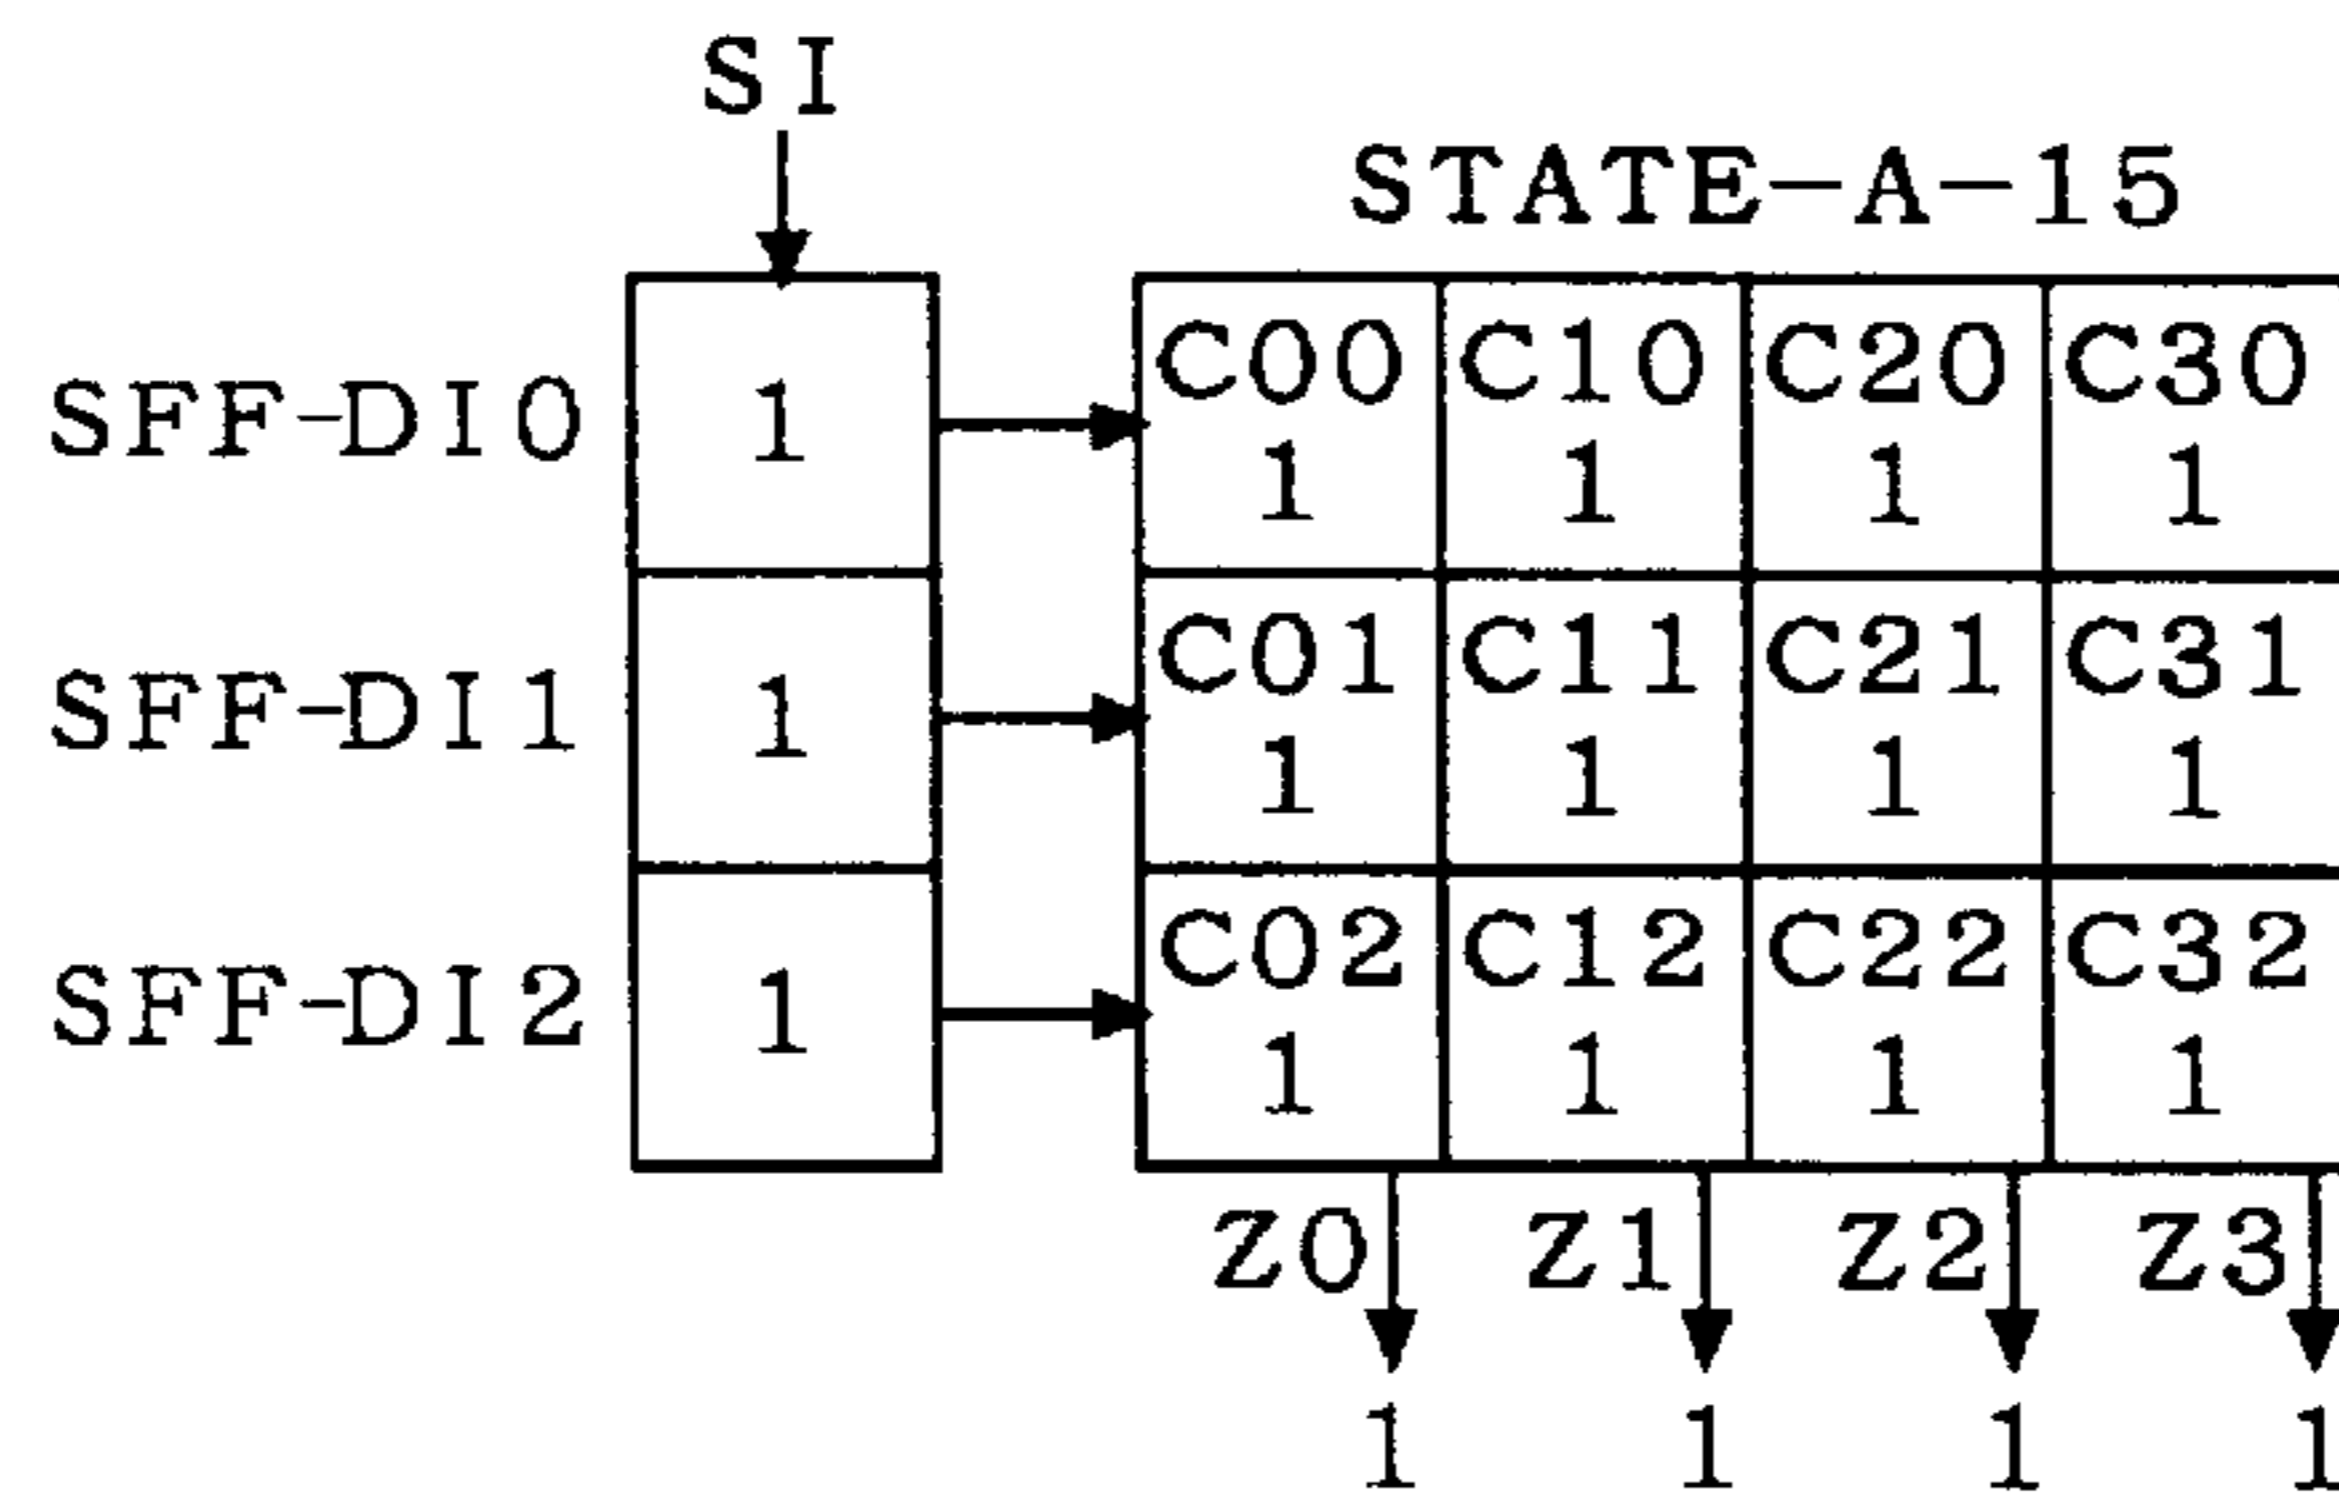 SI
STATE-A-15
C00 C10 C20 C30
SFF-DI0 1 1 1 1 1
C01 C11 C21 C31
SFF-DI1 1 1 1 1 1
C02 C12 C22 C32
SFF-DI2 1 1 1 1 1
Z0 Z1 Z2 Z3
1 1 1 1